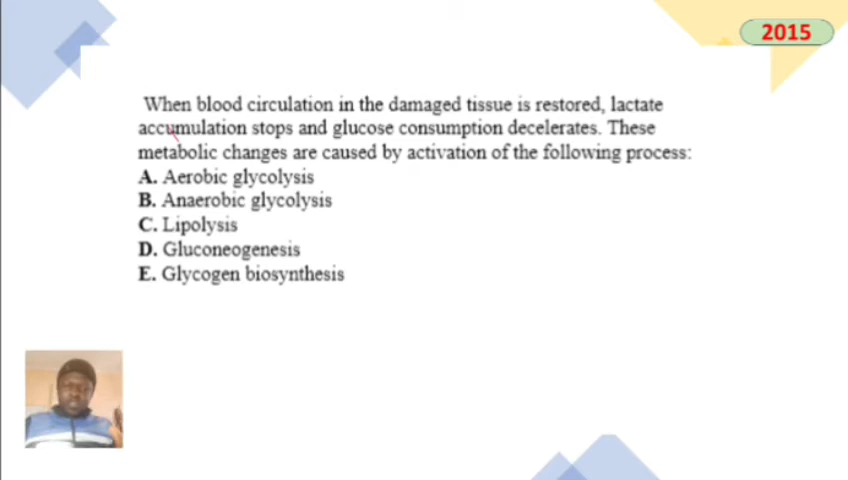 2015
When blood circulation in the damaged tissue is restored, lactate
accumulation stops and glucose consumption decelerates. These
metabolic changes are caused by activation of the following process:
A. Aerobic glycolysis
B. Anaerobic glycolysis
C. Lipolysis
D. Gluconeogenesis
E. Glycogen biosynthesis